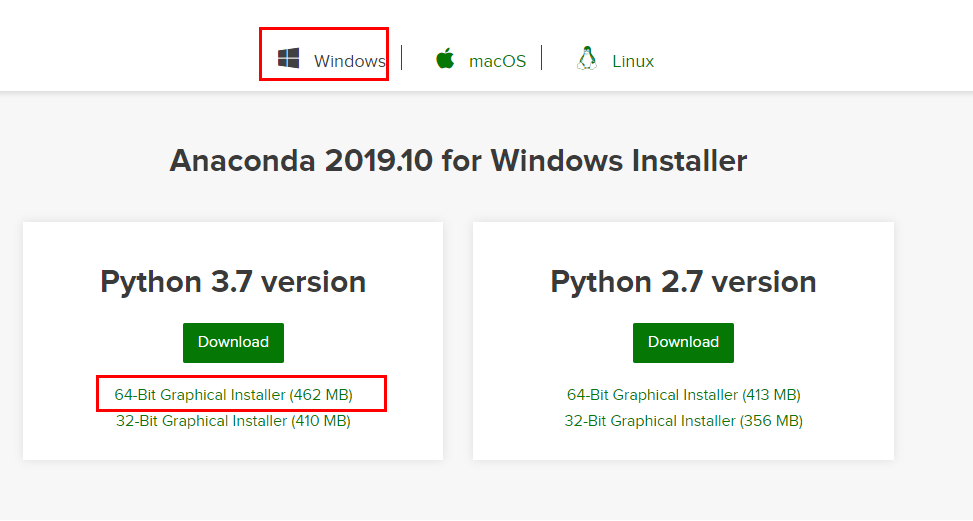 Windows macOS Linux
Anaconda 2019.10 for Windows Installer
Python 3.7 version
Download
64-Bit Graphical Installer (462 MB)
32-Bit Graphical Installer (410 MB)
Python 2.7 version
Download
64-Bit Graphical Installer (413 MB)
32-Bit Graphical Installer (356 MB)